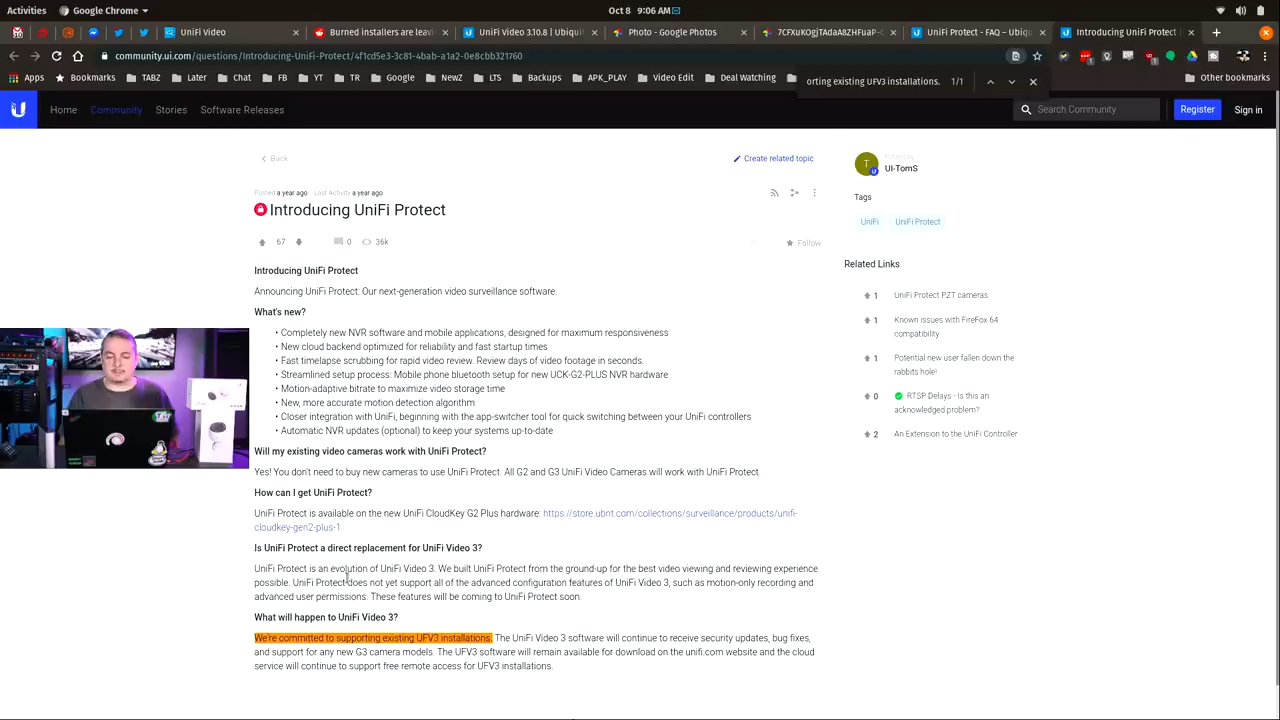 Activities
Google Chrome
Oct 8 9:06 AM
UniFi Video
Burned installers are leavi
UniFi Video 3.10.8 | Ubiqui
Photo - Google Photos
7CFXuKOgjTAdaA8ZHFuaP-C
UniFi Protect - FAQ – Ubiq
Introducing UniFi Protect
community.ui.com/questions/Introducing-UniFi-Protect/4f1cd5e3-3c81-4bab-a1a2-0e8cbb321760
Apps
Bookmarks
TABZ
Later
Chat
FB
YT
TR
Google
NewZ
LTS
Backups
APK_PLAY
Video Edit
Deal Watching
Other bookmarks
orting existing UFV3 installations. 1/1
Home
Community
Stories
Software Releases
Search Community
Register
Sign in
Back
Create related topic
Posted a year ago Last Activity a year ago
Introducing UniFi Protect
67
0
36k
Follow
Introducing UniFi Protect
Announcing UniFi Protect: Our next-generation video surveillance software.
What's new?
• Completely new NVR software and mobile applications, designed for maximum responsiveness
• New cloud backend optimized for reliability and fast startup times
• Fast timelapse scrubbing for rapid video review. Review days of video footage in seconds.
• Streamlined setup process: Mobile phone bluetooth setup for new UCK-G2-PLUS NVR hardware
• Motion-adaptive bitrate to maximize video storage time
• New, more accurate motion detection algorithm
• Closer integration with UniFi, beginning with the app-switcher tool for quick switching between your UniFi controllers
• Automatic NVR updates (optional) to keep your systems up-to-date
Will my existing video cameras work with UniFi Protect?
Yes! You don't need to buy new cameras to use UniFi Protect. All G2 and G3 UniFi Video Cameras will work with UniFi Protect.
How can I get UniFi Protect?
UniFi Protect is available on the new UniFi CloudKey G2 Plus hardware: https://store.ubnt.com/collections/surveillance/products/unifi-
cloudkey-gen2-plus-1
Is UniFi Protect a direct replacement for UniFi Video 3?
UniFi Protect is an evolution of UniFi Video 3. We built UniFi Protect from the ground-up for the best video viewing and reviewing experience
possible. UniFi Protect does not yet support all of the advanced configuration features of UniFi Video 3, such as motion-only recording and
advanced user permissions. These features will be coming to UniFi Protect soon.
What will happen to UniFi Video 3?
We're committed to supporting existing UFV3 installations. The UniFi Video 3 software will continue to receive security updates, bug fixes,
and support for any new G3 camera models. The UFV3 software will remain available for download on the unifi.com website and the cloud
service will continue to support free remote access for UFV3 installations.
T
UI-TomS
Tags
UniFi
UniFi Protect
Related Links
1 UniFi Protect PZT cameras
1 Known issues with FireFox 64
compatibility
1 Potential new user fallen down the
rabbits hole!
0 RTSP Delays - Is this an
acknowledged problem?
2 An Extension to the UniFi Controller